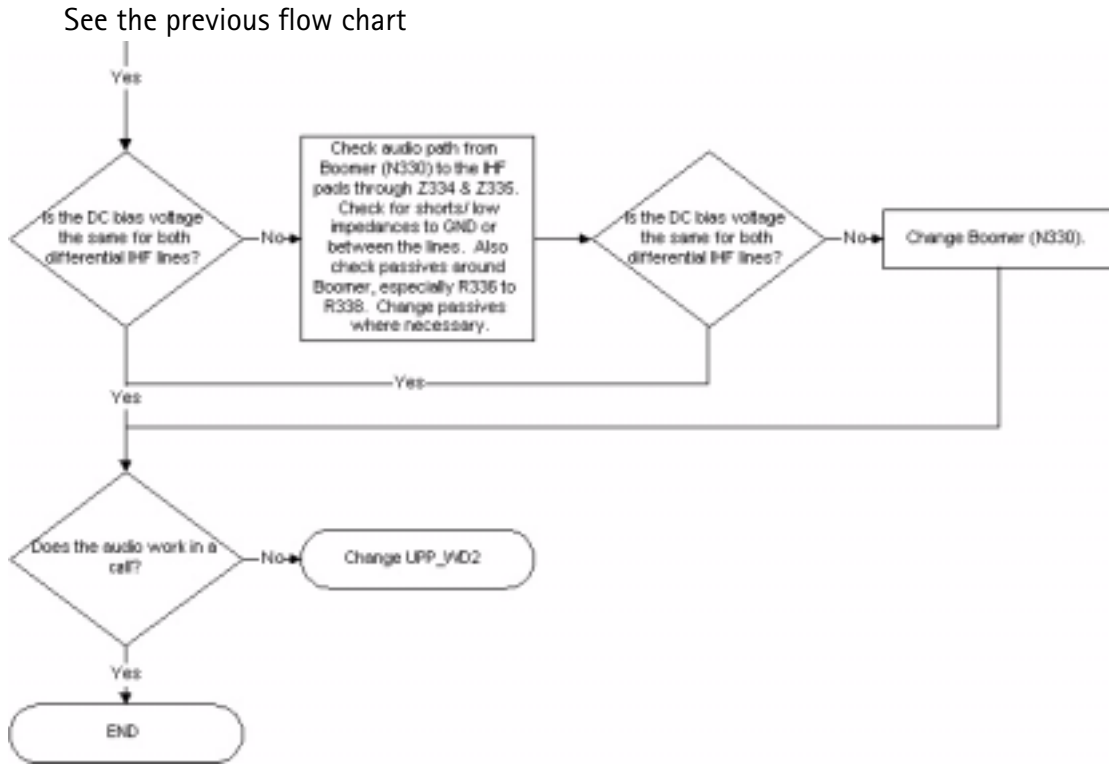 See the previous flow chart
Yes
Is the DC bias voltage
the same for both
differential IHF lines?
No
Check audio path from
Boomer (N330) to the IHF
pads through Z334 & Z335.
Check for shorts/ low
impedances to GND or
between the lines. Also
check passives around
Boomer, especially R336 to
R338. Change passives
where necessary.
Is the DC bias voltage
the same for both
differential IHF lines?
No
Change Boomer (N330).
Yes
Yes
Does the audio work in a
call?
No
Change UPP_WD2
Yes
END